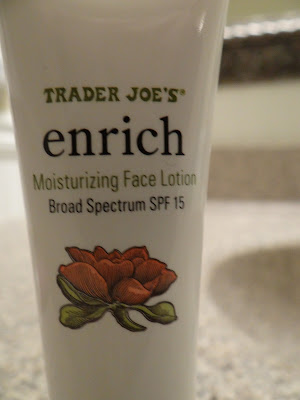 TRADER JOE'S®
enrich
Moisturizing Face Lotion
Broad Spectrum SPF 15